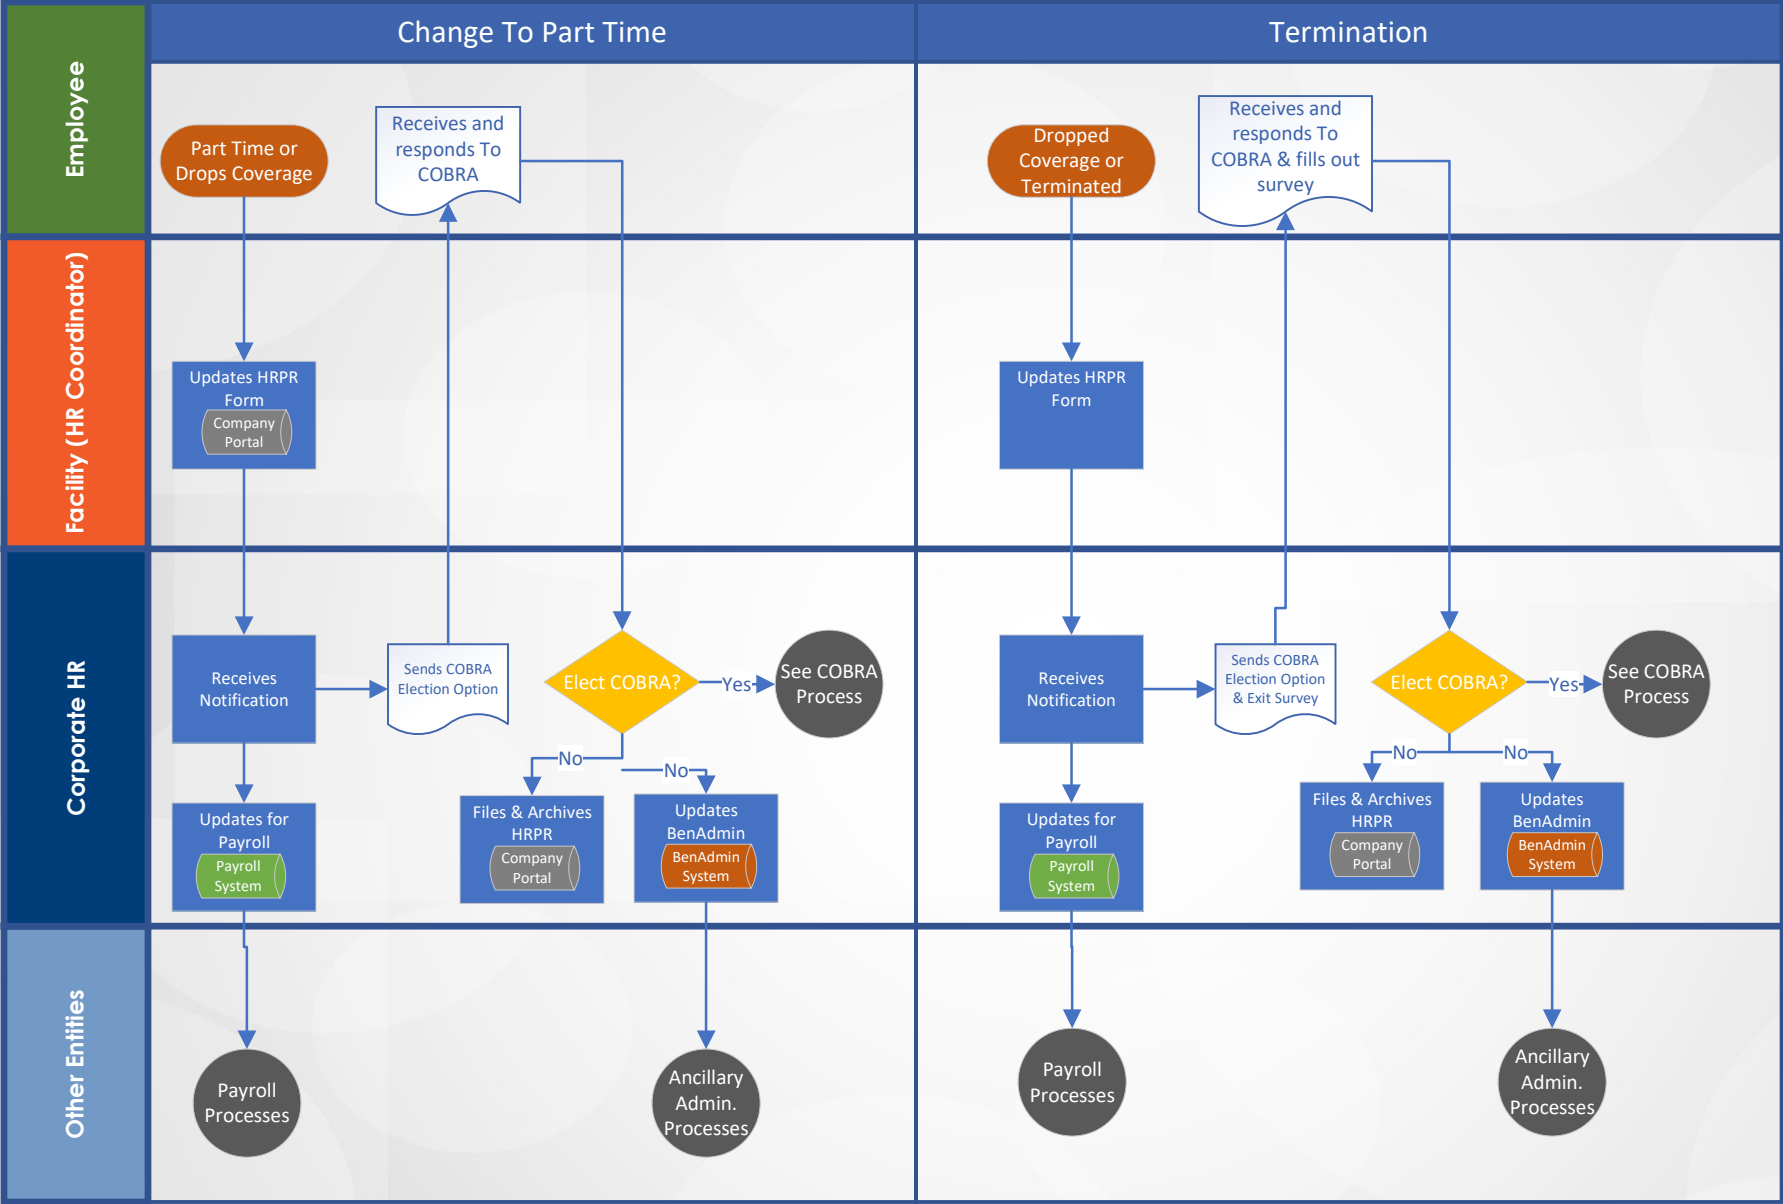 Change To Part Time
Termination
Employee
Part Time or
Drops Coverage
Receives and
responds To
COBRA
Dropped
Coverage or
Terminated
Receives and
responds To
COBRA & fills out
survey
Facility (HR Coordinator)
Updates HRPR
Form
Company
Portal
Updates HRPR
Form
Corporate HR
Receives
Notification
Sends COBRA
Election Option
Elect COBRA?
Yes
See COBRA
Process
No
No
Updates for
Payroll
Payroll
System
Files & Archives
HRPR
Company
Portal
Updates
BenAdmin
BenAdmin
System
Receives
Notification
Sends COBRA
Election Option
& Exit Survey
Elect COBRA?
Yes
See COBRA
Process
No
No
Updates for
Payroll
Payroll
System
Files & Archives
HRPR
Company
Portal
Updates
BenAdmin
BenAdmin
System
Other Entities
Payroll
Processes
Ancillary
Admin.
Processes
Payroll
Processes
Ancillary
Admin.
Processes